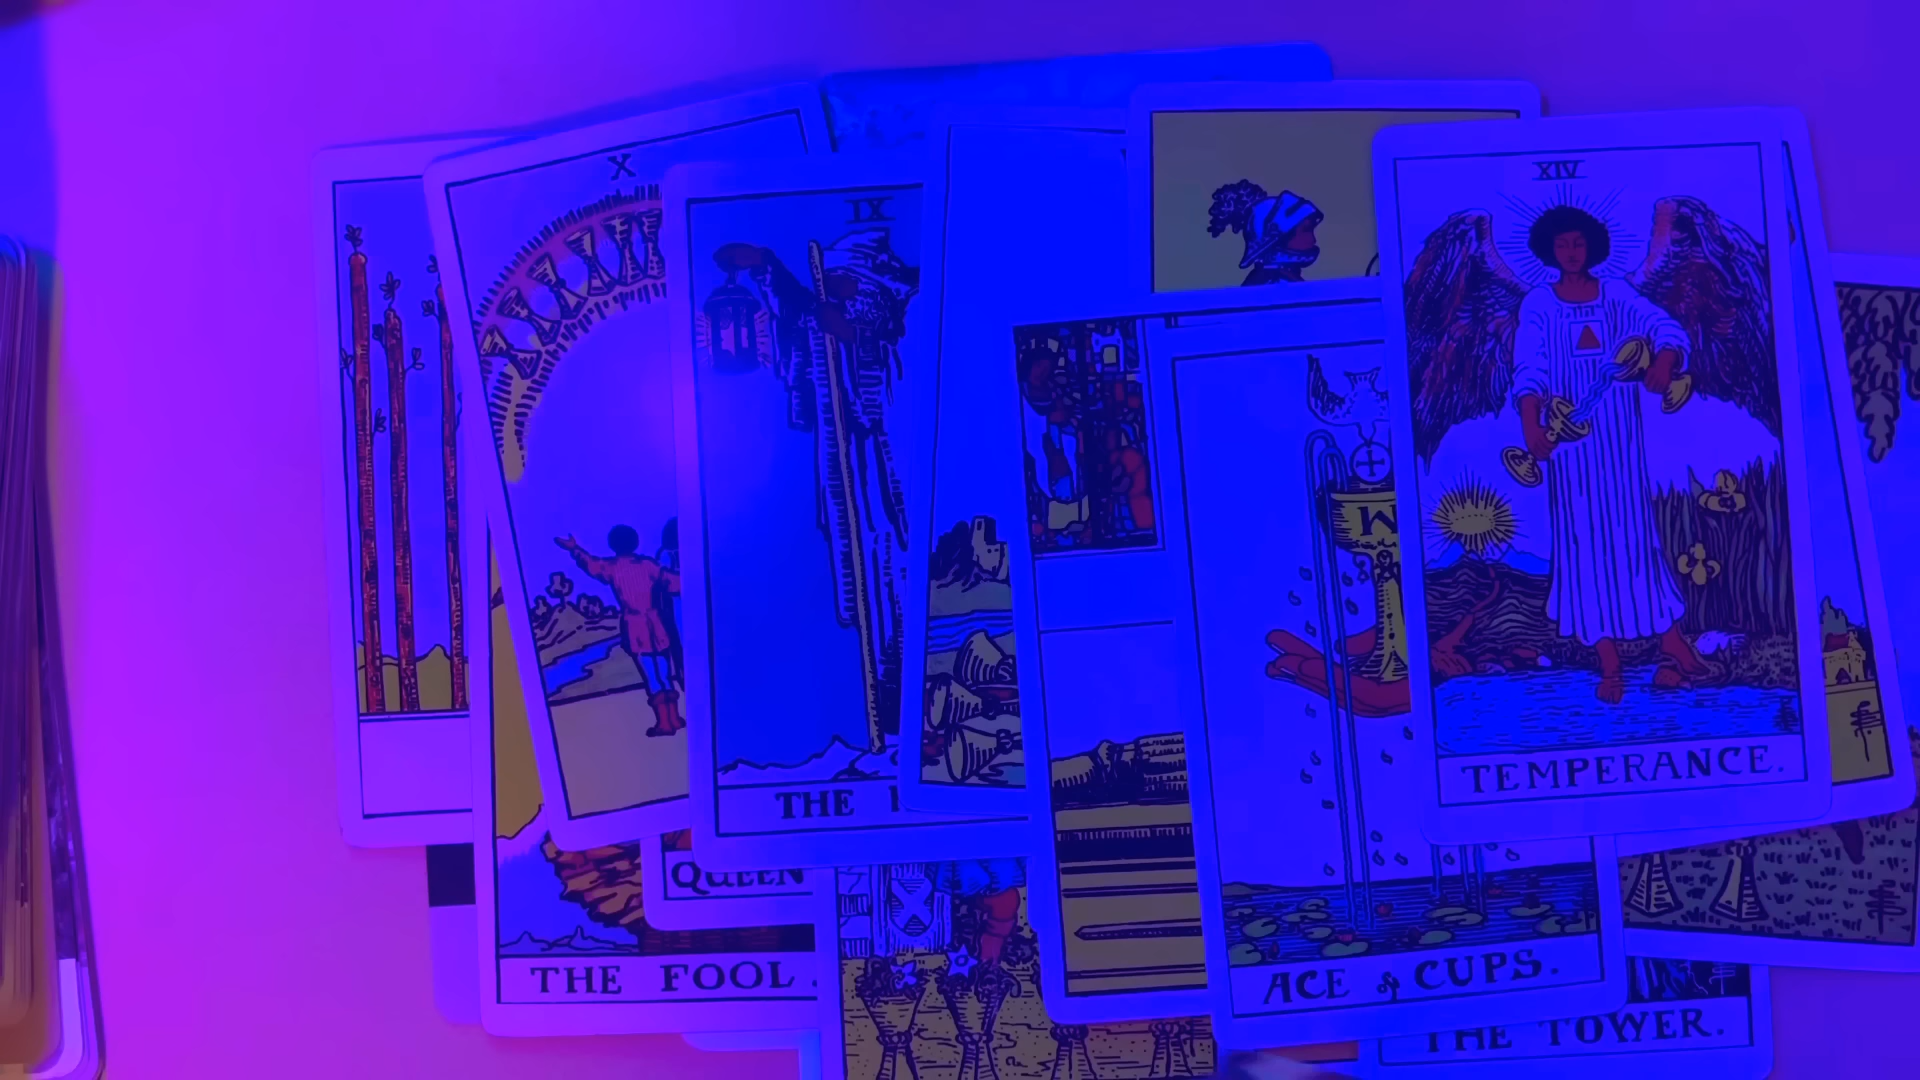 X
IX
XIV
TEMPERANCE.
THE
QUEEN
THE FOOL.
ACE of CUPS.
THE TOWER.